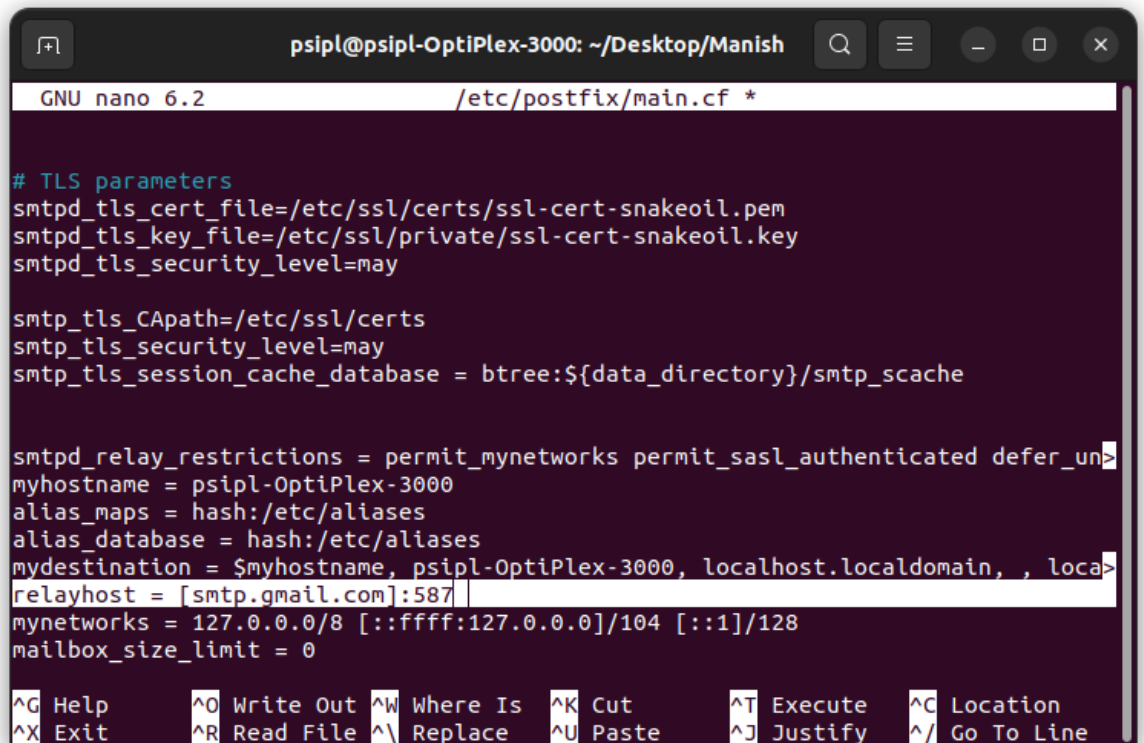 psipl@psipl-OptiPlex-3000: ~/Desktop/Manish
GNU nano 6.2 /etc/postfix/main.cf *
# TLS parameters
smtpd_tls_cert_file=/etc/ssl/certs/ssl-cert-snakeoil.pem
smtpd_tls_key_file=/etc/ssl/private/ssl-cert-snakeoil.key
smtpd_tls_security_level=may
smtp_tls_CApath=/etc/ssl/certs
smtp_tls_security_level=may
smtp_tls_session_cache_database = btree:${data_directory}/smtp_scache
smtpd_relay_restrictions = permit_mynetworks permit_sasl_authenticated defer_un>
myhostname = psipl-OptiPlex-3000
alias_maps = hash:/etc/aliases
alias_database = hash:/etc/aliases
mydestination = $myhostname, psipl-OptiPlex-3000, localhost.localdomain, , loca>
relayhost = [smtp.gmail.com]:587
mynetworks = 127.0.0.0/8 [::ffff:127.0.0.0]/104 [::1]/128
mailbox_size_limit = 0
^G Help ^O Write Out ^W Where Is ^K Cut ^T Execute ^C Location
^X Exit ^R Read File ^\ Replace ^U Paste ^J Justify ^/ Go To Line